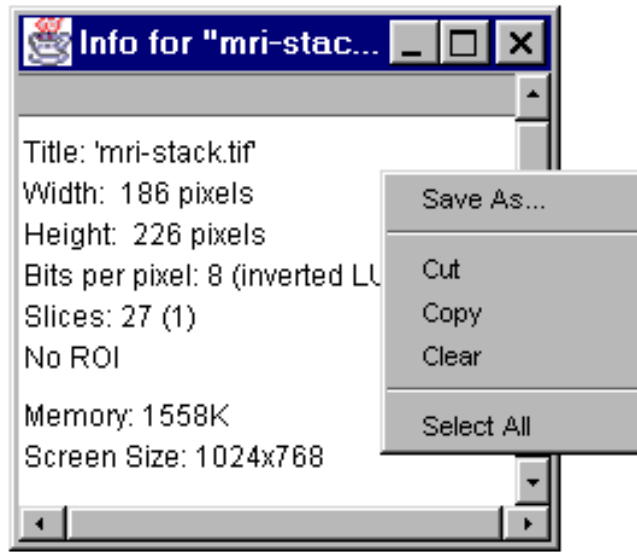 Info for "mri-stac...
Title: 'mri-stack.tif'
Width: 186 pixels
Height: 226 pixels
Bits per pixel: 8 (inverted LU
Slices: 27 (1)
No ROI
Memory: 1558K
Screen Size: 1024x768
Save As...
Cut
Copy
Clear
Select All